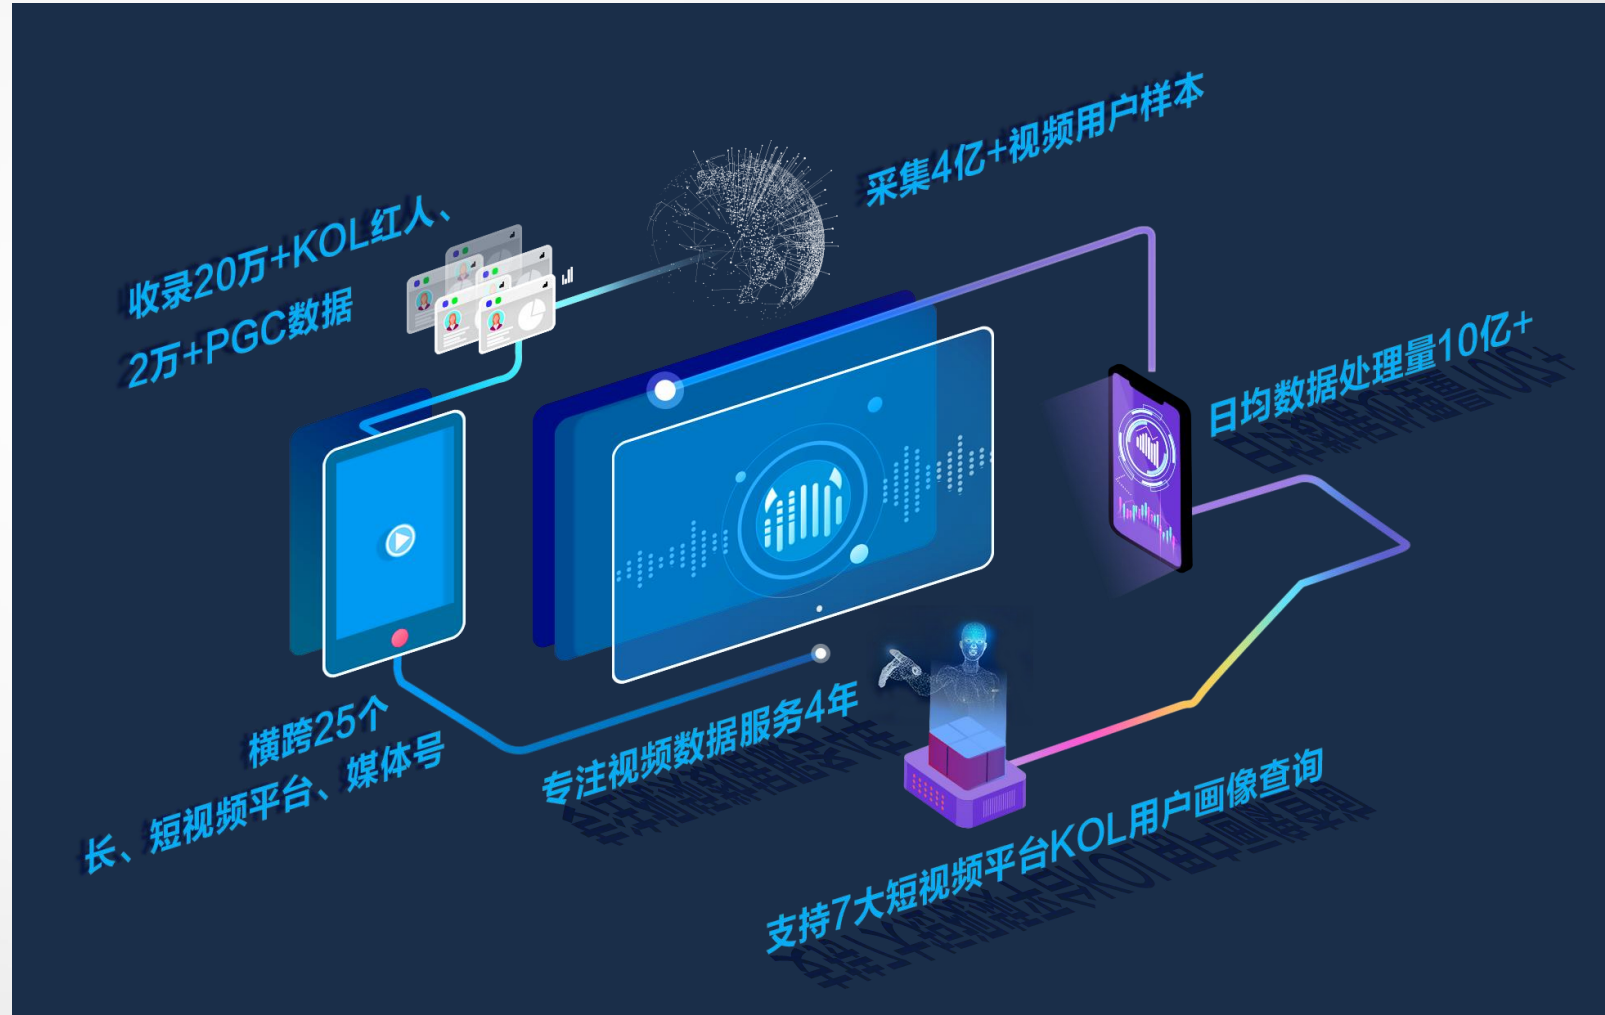 采集4亿+视频用户样本
收录20万+KOL红人、
2万+PGC数据
日均数据处理量10亿+
横跨25个
长、短视频平台、媒体号
专注视频数据服务4年
支持7大短视频平台KOL用户画像查询